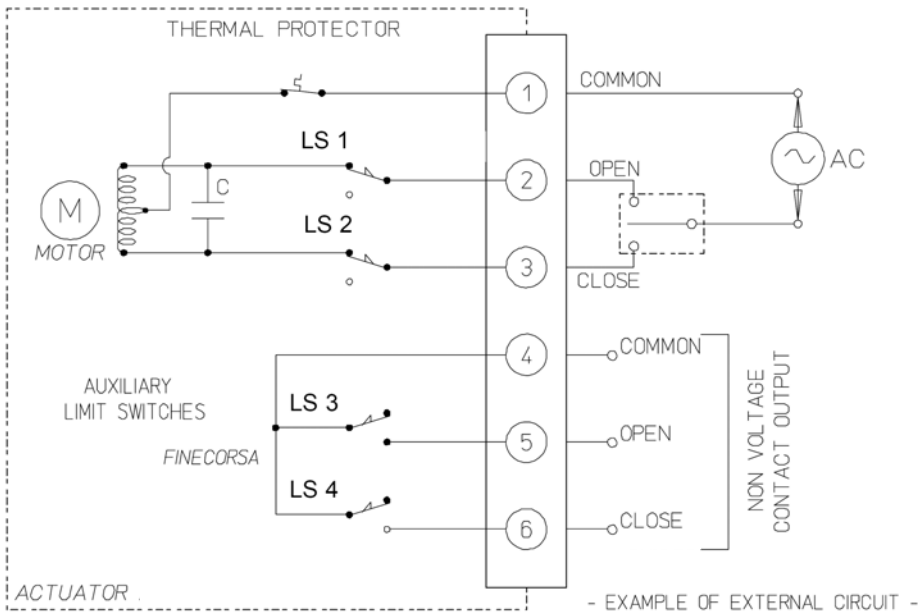 THERMAL PROTECTOR
1
COMMON
LS 1
2
OPEN
AC
C
M
MOTOR
LS 2
3
CLOSE
4
COMMON
AUXILIARY
LIMIT SWITCHES
FINECORSA
LS 3
5
OPEN
LS 4
6
CLOSE
NON VOLTAGE
CONTACT OUTPUT
ACTUATOR .
- EXAMPLE OF EXTERNAL CIRCUIT -